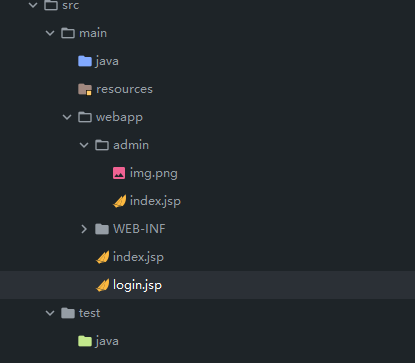 src
main
java
resources
webapp
admin
img.png
index.jsp
WEB-INF
index.jsp
login.jsp
test
java